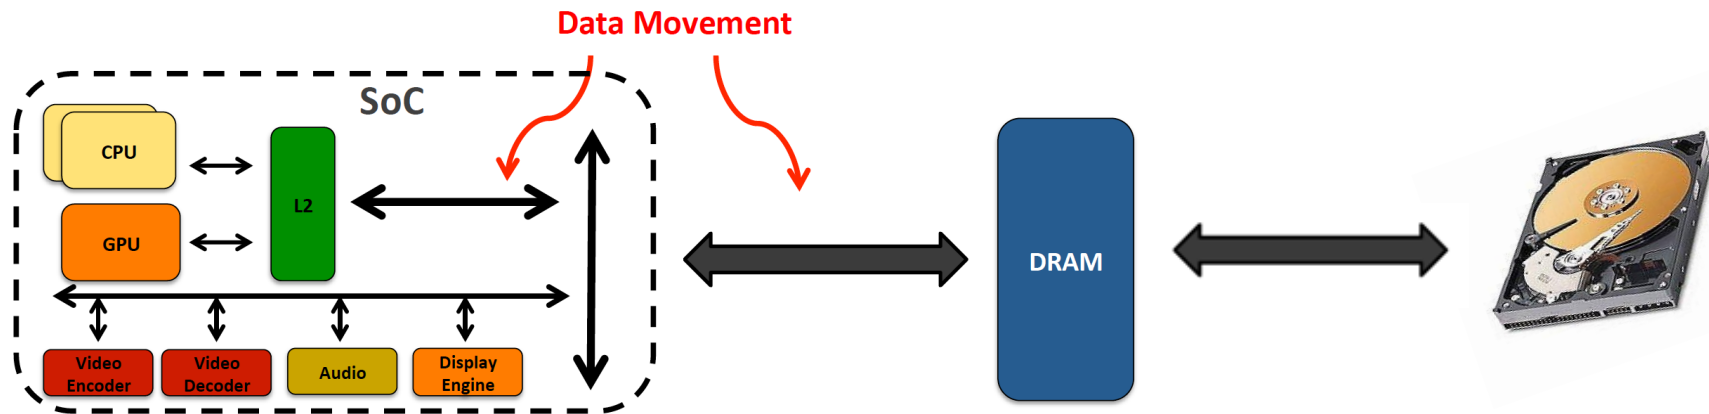 Data Movement
SoC
CPU
L2
GPU
DRAM
Video
Encoder
Video
Decoder
Audio
Display
Engine